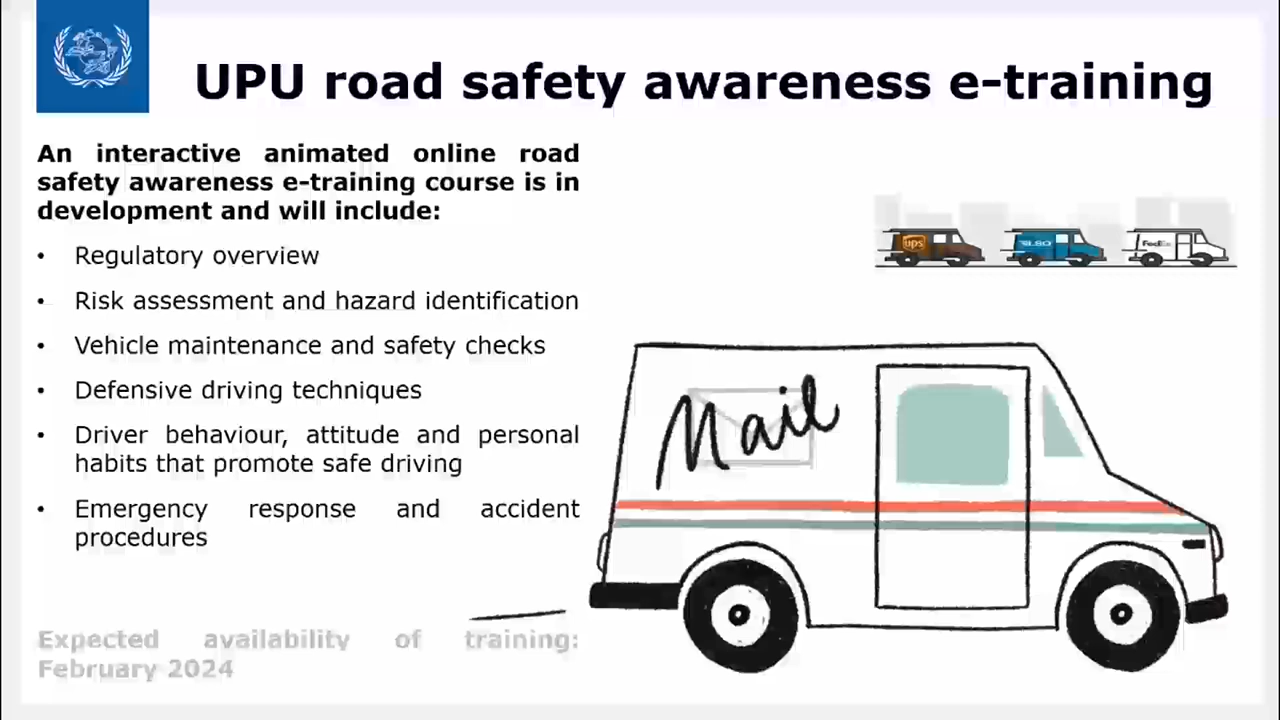 UPU road safety awareness e-training
An interactive animated online road
safety awareness e-training course is in
development and will include:
• Regulatory overview
• Risk assessment and hazard identification
• Vehicle maintenance and safety checks
• Defensive driving techniques
• Driver behaviour, attitude and personal
habits that promote safe driving
• Emergency response and accident
procedures
Expected availability of training:
February 2024
ups
FedEx
Mail